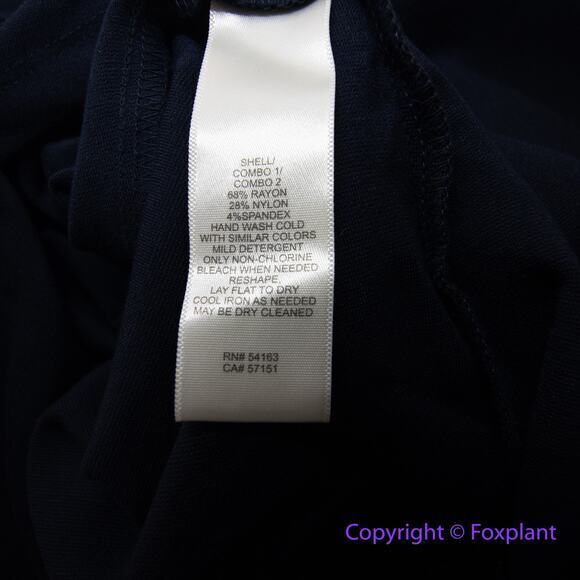 SHELL/
COMBO 1/
COMBO 2
68% RAYON
28% NYLON
4%SPANDEX
HAND WASH COLD
WITH SIMILAR COLORS
MILD DETERGENT
ONLY NON-CHLORINE
BLEACH WHEN NEEDED
RESHAPE,
LAY FLAT TO DRY
COOL IRON AS NEEDED
MAY BE DRY CLEANED
RN# 54163
CA# 57151
Copyright © Foxplant